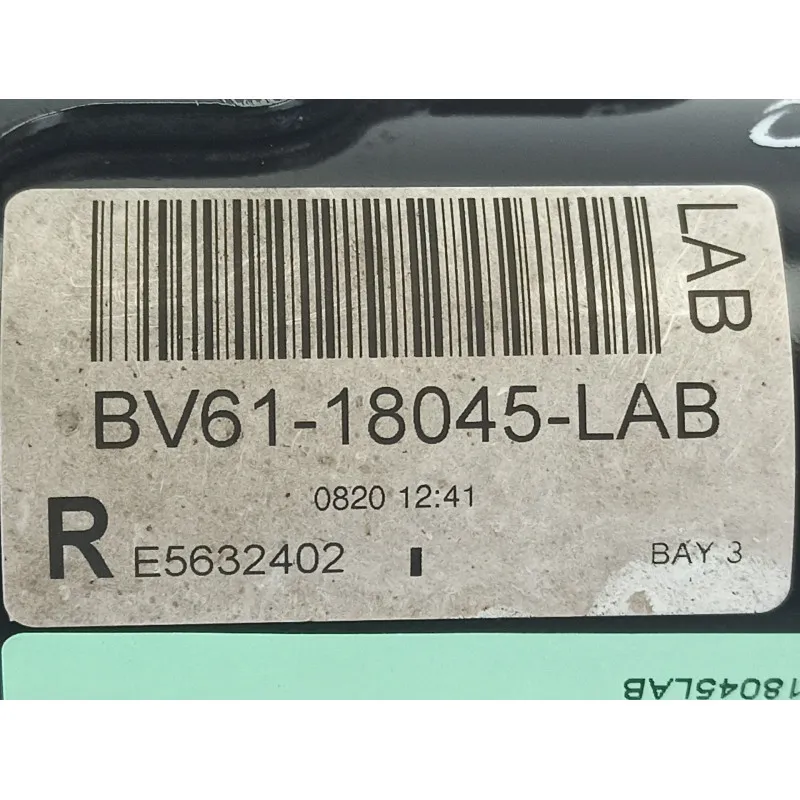 LAB
BV61-18045-LAB
0820 12:41
R E5632402 I BAY 3
18045LAB